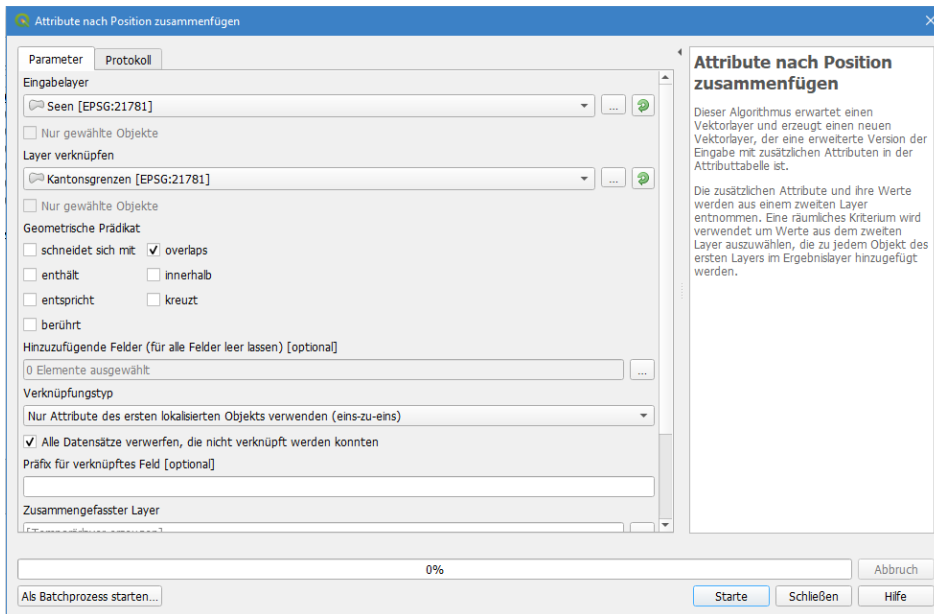 Attribute nach Position zusammenfügen
Parameter
Protokoll
Eingabelayer
Seen [EPSG:21781]
...
Nur gewählte Objekte
Layer verknüpfen
Kantonsgrenzen [EPSG:21781]
...
Nur gewählte Objekte
Geometrische Prädikat
schneidet sich mit
overlaps
enthält
innerhalb
entspricht
kreuzt
berührt
Hinzuzufügende Felder (für alle Felder leer lassen) [optional]
0 Elemente ausgewählt
...
Verknüpfungstyp
Nur Attribute des ersten lokalisierten Objekts verwenden (eins-zu-eins)
Alle Datensätze verwerfen, die nicht verknüpft werden konnten
Präfix für verknüpftes Feld [optional]
Zusammengefasster Layer
Attribute nach Position
zusammenfügen
Dieser Algorithmus erwartet einen
Vektorlayer und erzeugt einen neuen
Vektorlayer, der eine erweiterte Version der
Eingabe mit zusätzlichen Attributen in der
Attributtabelle ist.
Die zusätzlichen Attribute und ihre Werte
werden aus einem zweiten Layer
entnommen. Eine räumliches Kriterium wird
verwendet um Werte aus dem zweiten
Layer auszuwählen, die zu jedem Objekt des
ersten Layers im Ergebnislayer hinzugefügt
werden.
0%
Abbruch
Als Batchprozess starten...
Starte
Schließen
Hilfe